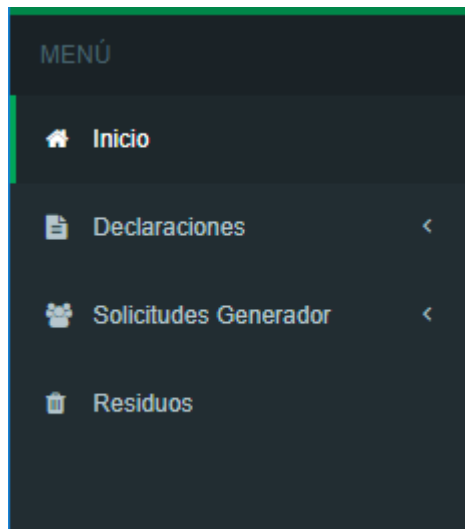 MENÚ
Inicio
Declaraciones
Solicitudes Generador
Residuos